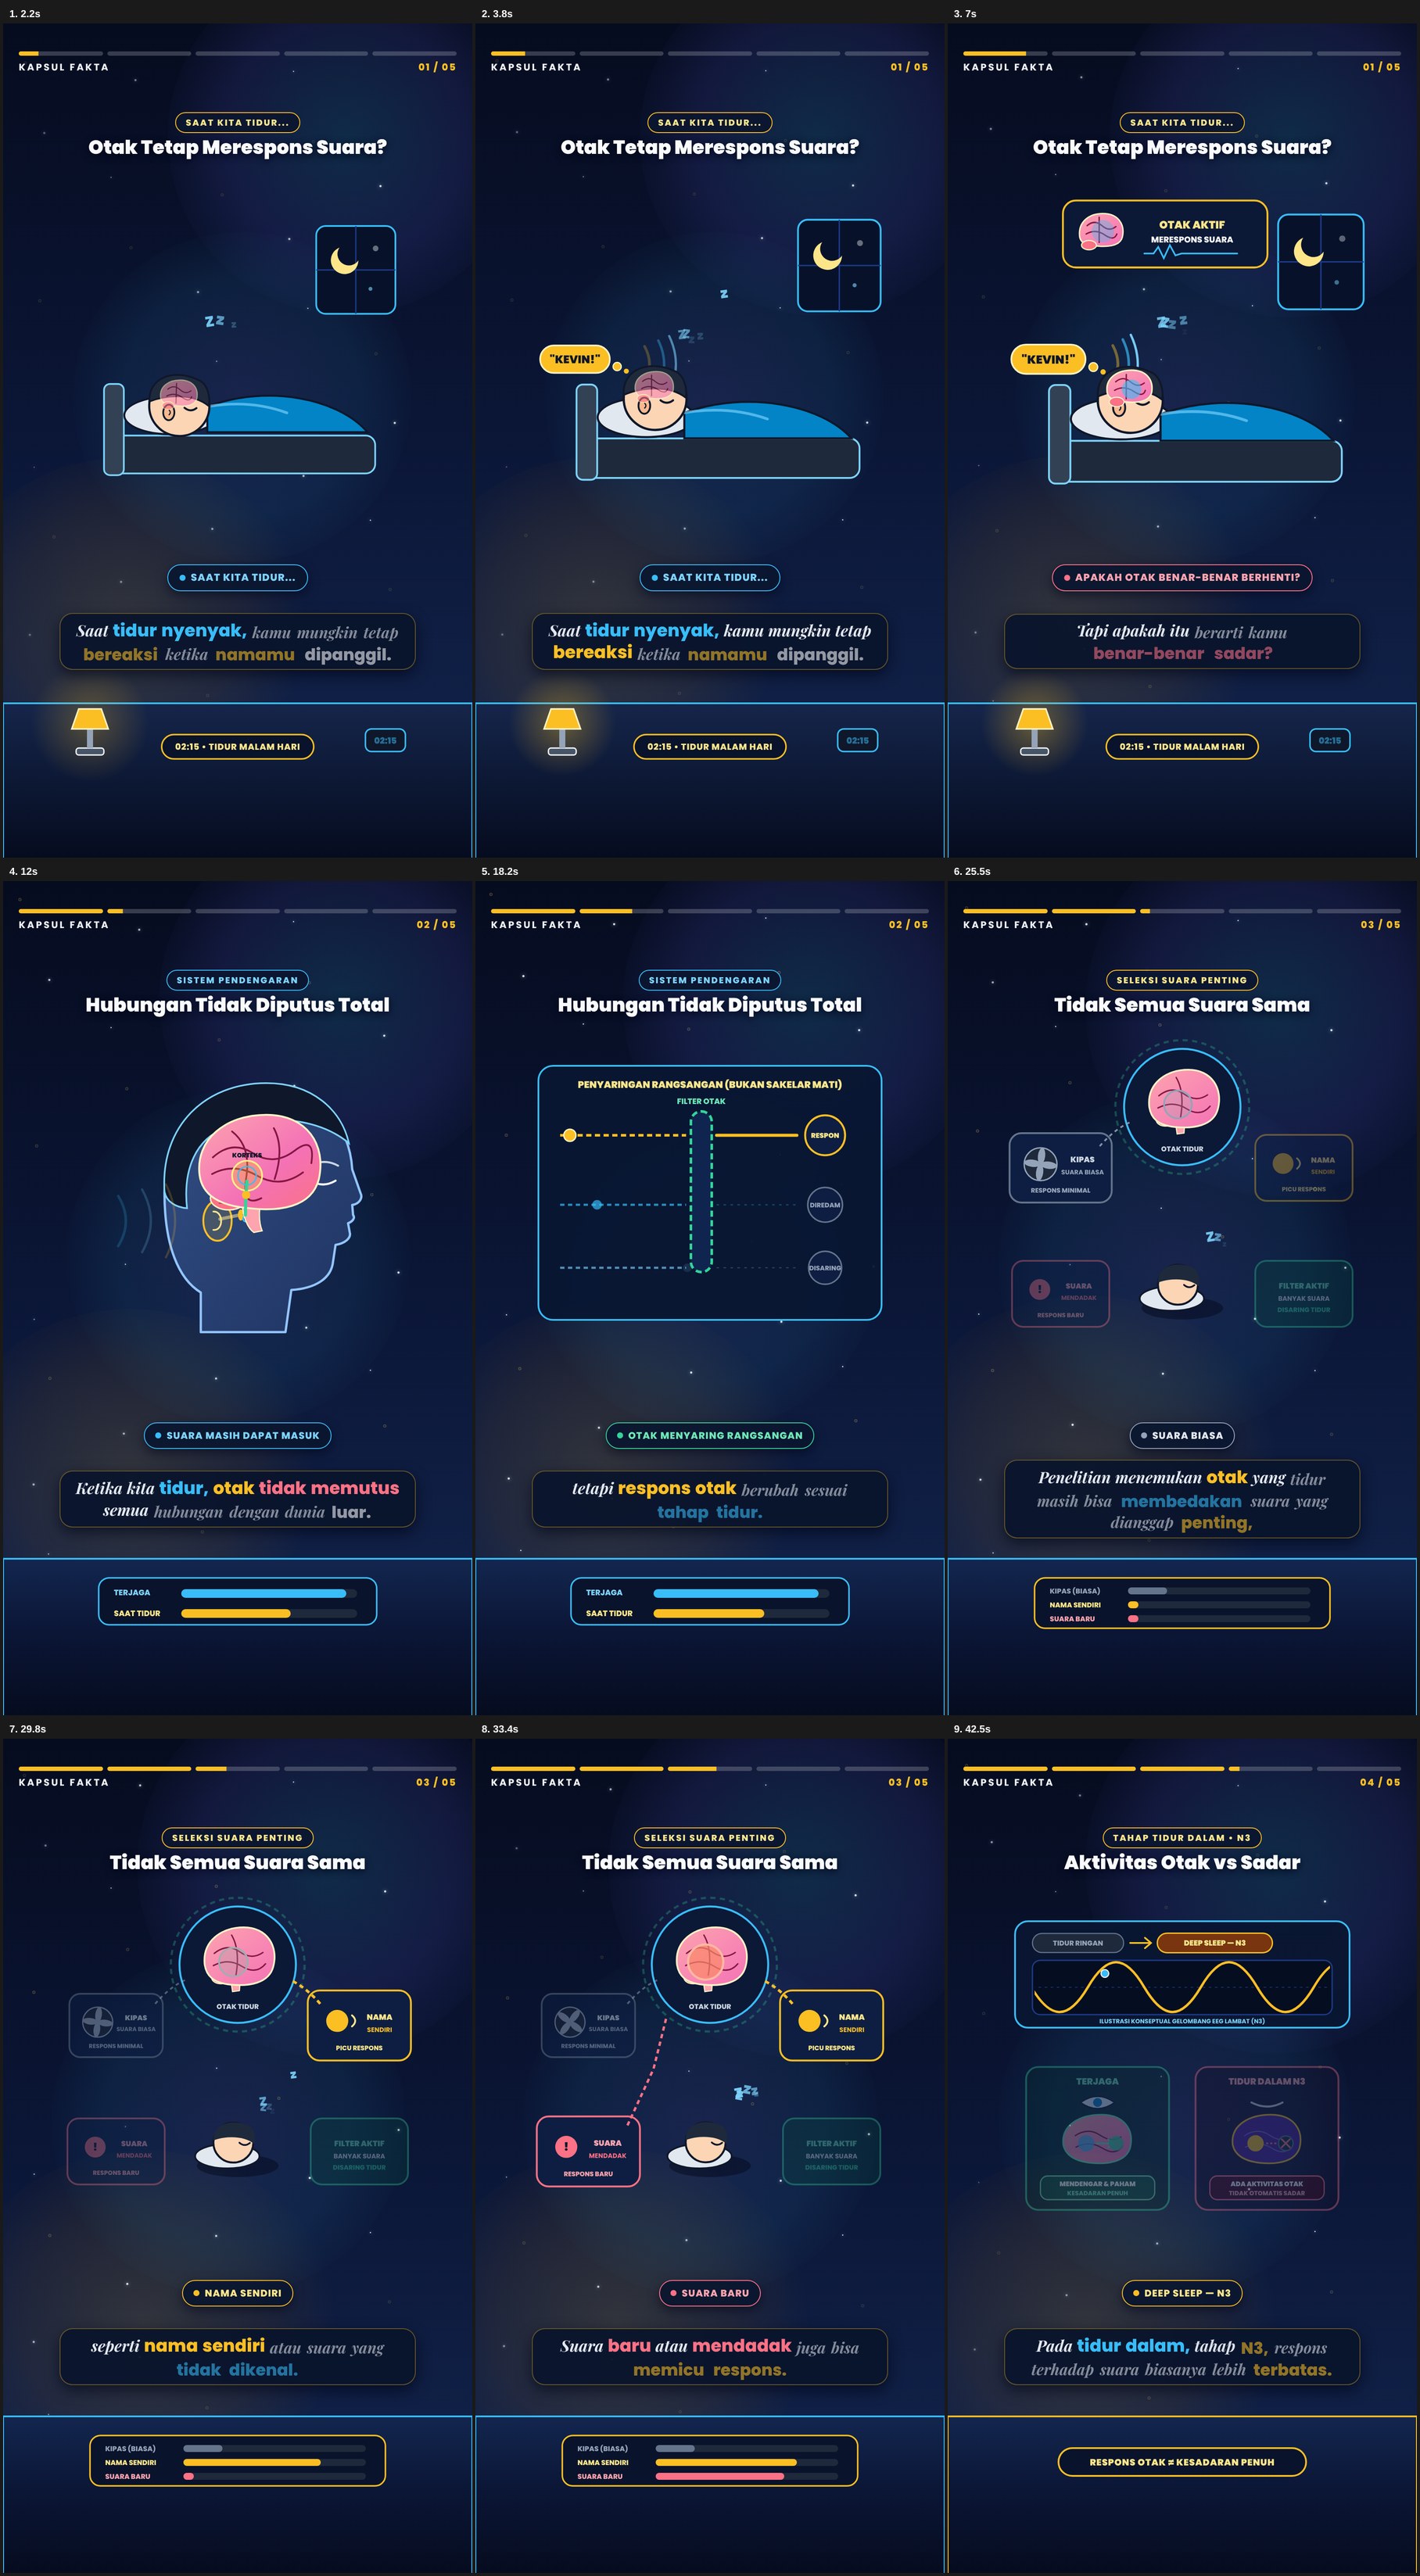 1. 2.2s
KAPSUL FAKTA
01 / 05
SAAT KITA TIDUR...
Otak Tetap Merespons Suara?
Z Z Z
SAAT KITA TIDUR...
Saat tidur nyenyak, kamu mungkin tetap
bereaksi ketika namamu dipanggil.
02:15 • TIDUR MALAM HARI
02:15
2. 3.8s
KAPSUL FAKTA
01 / 05
SAAT KITA TIDUR...
Otak Tetap Merespons Suara?
Z
Z Z Z
"KEVIN!"
SAAT KITA TIDUR...
Saat tidur nyenyak, kamu mungkin tetap
bereaksi ketika namamu dipanggil.
02:15 • TIDUR MALAM HARI
02:15
3. 7s
KAPSUL FAKTA
01 / 05
SAAT KITA TIDUR...
Otak Tetap Merespons Suara?
OTAK AKTIF
MERESPONS SUARA
Z Z Z
"KEVIN!"
APAKAH OTAK BENAR-BENAR BERHENTI?
Tapi apakah itu berarti kamu
benar-benar sadar?
02:15 • TIDUR MALAM HARI
02:15
4. 12s
KAPSUL FAKTA
02 / 05
SISTEM PENDENGARAN
Hubungan Tidak Diputus Total
KORTEKS
SUARA MASIH DAPAT MASUK
Ketika kita tidur, otak tidak memutus
semua hubungan dengan dunia luar.
TERJAGA
SAAT TIDUR
5. 18.2s
KAPSUL FAKTA
02 / 05
SISTEM PENDENGARAN
Hubungan Tidak Diputus Total
PENYARINGAN RANGSANGAN (BUKAN SAKELAR MATI)
FILTER OTAK
RESPON
DIREDAM
DISARING
OTAK MENYARING RANGSANGAN
tetapi respons otak berubah sesuai
tahap tidur.
TERJAGA
SAAT TIDUR
6. 25.5s
KAPSUL FAKTA
03 / 05
SELEKSI SUARA PENTING
Tidak Semua Suara Sama
OTAK TIDUR
KIPAS
SUARA BIASA
RESPONS MINIMAL
NAMA
SENDIRI
PICU RESPONS
Z Z Z
! SUARA
MENDADAK
RESPONS BARU
FILTER AKTIF
BANYAK SUARA
DISARING TIDUR
SUARA BIASA
Penelitian menemukan otak yang tidur
masih bisa membedakan suara yang
dianggap penting,
KIPAS (BIASA)
NAMA SENDIRI
SUARA BARU
7. 29.8s
KAPSUL FAKTA
03 / 05
SELEKSI SUARA PENTING
Tidak Semua Suara Sama
OTAK TIDUR
KIPAS
SUARA BIASA
RESPONS MINIMAL
NAMA
SENDIRI
PICU RESPONS
Z
Z Z
! SUARA
MENDADAK
RESPONS BARU
FILTER AKTIF
BANYAK SUARA
DISARING TIDUR
NAMA SENDIRI
seperti nama sendiri atau suara yang
tidak dikenal.
KIPAS (BIASA)
NAMA SENDIRI
SUARA BARU
8. 33.4s
KAPSUL FAKTA
03 / 05
SELEKSI SUARA PENTING
Tidak Semua Suara Sama
OTAK TIDUR
KIPAS
SUARA BIASA
RESPONS MINIMAL
NAMA
SENDIRI
PICU RESPONS
Z Z Z
! SUARA
MENDADAK
RESPONS BARU
FILTER AKTIF
BANYAK SUARA
DISARING TIDUR
SUARA BARU
Suara baru atau mendadak juga bisa
memicu respons.
KIPAS (BIASA)
NAMA SENDIRI
SUARA BARU
9. 42.5s
KAPSUL FAKTA
04 / 05
TAHAP TIDUR DALAM • N3
Aktivitas Otak vs Sadar
TIDUR RINGAN
DEEP SLEEP — N3
ILUSTRASI KONSEPTUAL GELOMBANG EEG LAMBAT (N3)
TERJAGA
MENDENGAR & PAHAM
KESADARAN PENUH
TIDUR DALAM N3
ADA AKTIVITAS OTAK
TIDAK OTOMATIS SADAR
DEEP SLEEP — N3
Pada tidur dalam, tahap N3, respons
terhadap suara biasanya lebih terbatas.
RESPONS OTAK ≠ KESADARAN PENUH